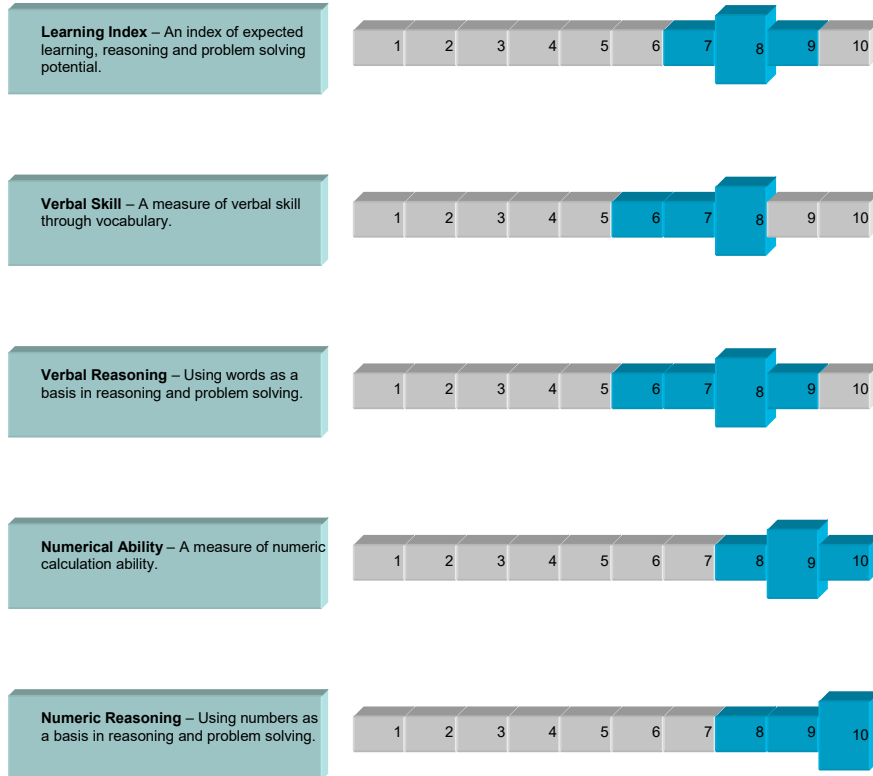 Learning Index – An index of expected
learning, reasoning and problem solving
potential.
1 2 3 4 5 6 7 8 9 10
Verbal Skill – A measure of verbal skill
through vocabulary.
1 2 3 4 5 6 7 8 9 10
Verbal Reasoning – Using words as a
basis in reasoning and problem solving.
1 2 3 4 5 6 7 8 9 10
Numerical Ability – A measure of numeric
calculation ability.
1 2 3 4 5 6 7 8 9 10
Numeric Reasoning – Using numbers as
a basis in reasoning and problem solving.
1 2 3 4 5 6 7 8 9 10